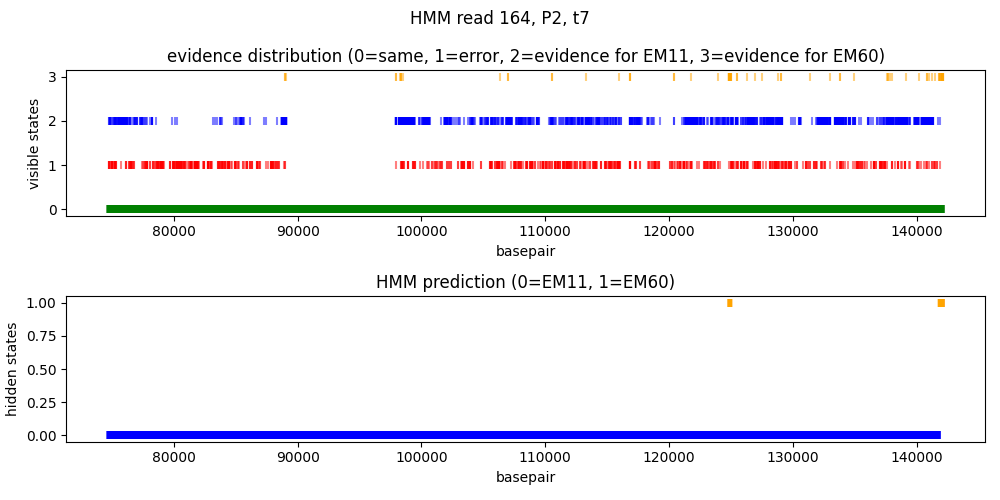 HMM read 164, P2, t7
evidence distribution (0=same, 1=error, 2=evidence for EM11, 3=evidence for EM60)
visible states
3
2
1
0
80000 90000 100000 110000 120000 130000 140000
basepair
HMM prediction (0=EM11, 1=EM60)
hidden states
1.00
0.75
0.50
0.25
0.00
80000 90000 100000 110000 120000 130000 140000
basepair